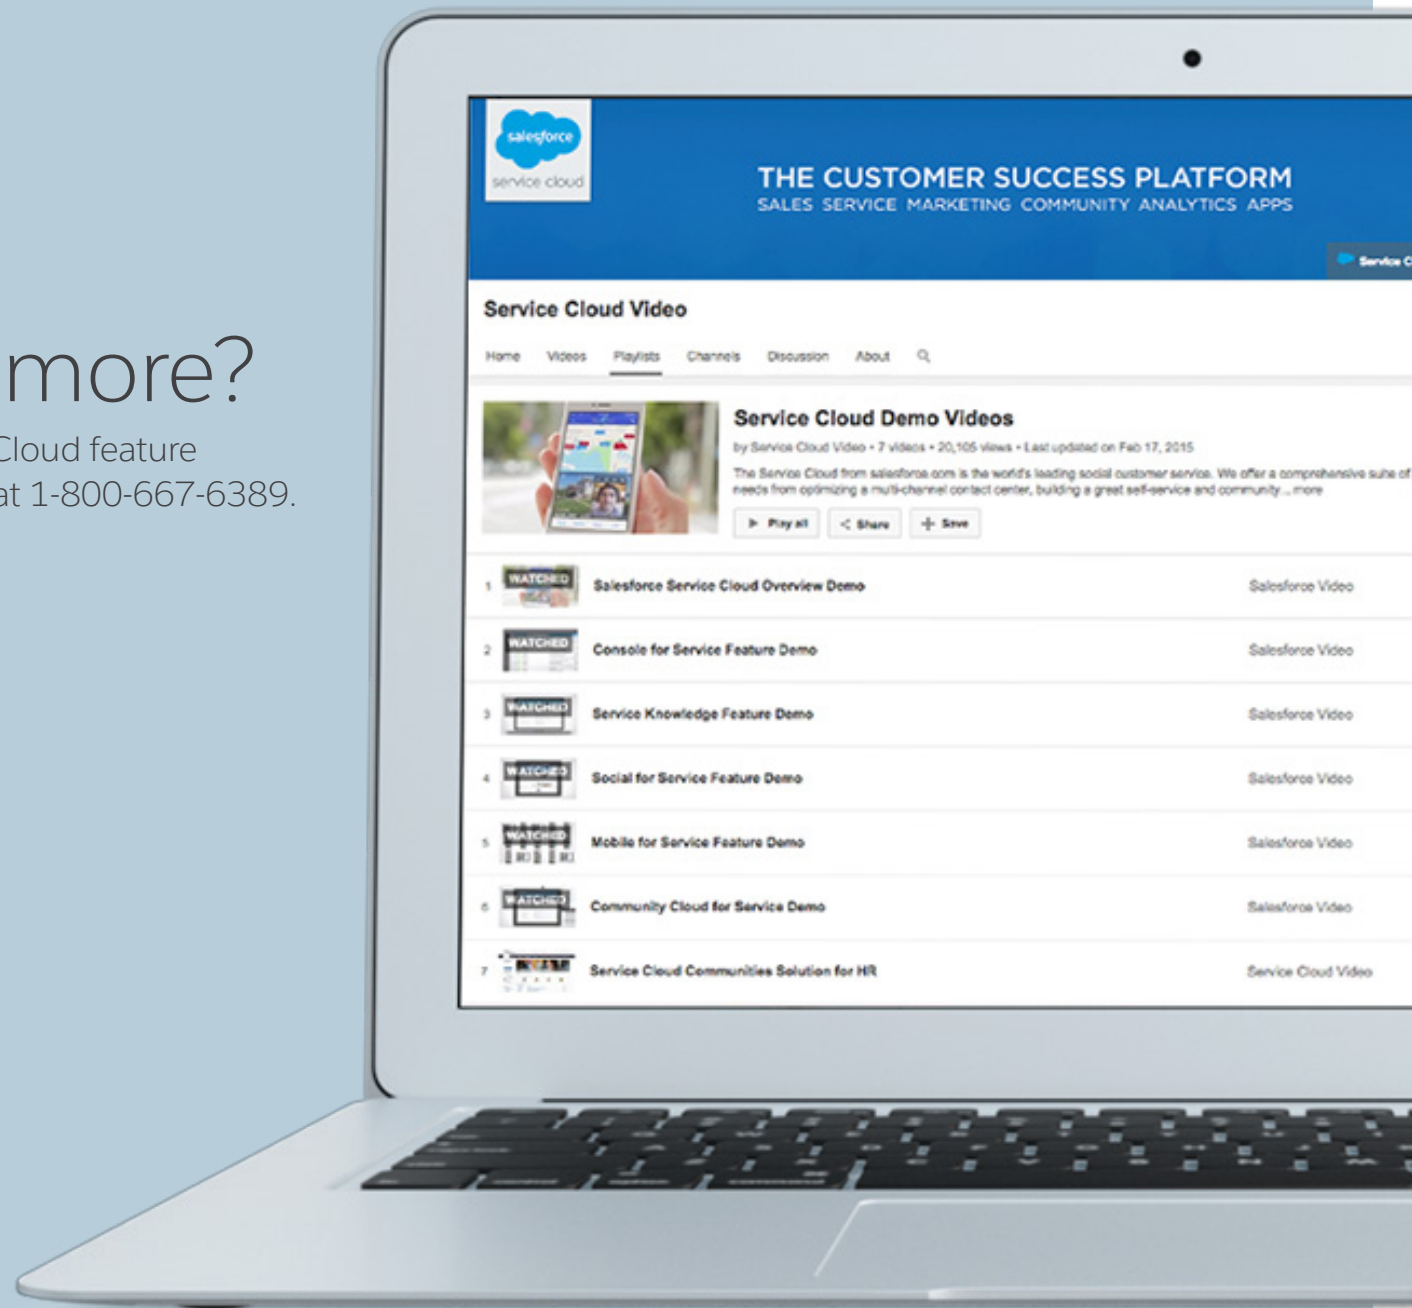 more?
Cloud feature
at 1-800-667-6389.
salesforce
service cloud
THE CUSTOMER SUCCESS PLATFORM
SALES SERVICE MARKETING COMMUNITY ANALYTICS APPS
Service C
Service Cloud Video
Home Videos Playlists Channels Discussion About
Service Cloud Demo Videos
by Service Cloud Video • 7 videos • 20,105 views • Last updated on Feb 17, 2015
The Service Cloud from salesforce.com is the world's leading social customer service. We offer a comprehensive suite of
needs from optimizing a multi-channel contact center, building a great self-service and community... more
Play all Share Save
1 WATCHED Salesforce Service Cloud Overview Demo Salesforce Video
2 WATCHED Console for Service Feature Demo Salesforce Video
3 WATCHED Service Knowledge Feature Demo Salesforce Video
4 WATCHED Social for Service Feature Demo Salesforce Video
5 WATCHED Mobile for Service Feature Demo Salesforce Video
6 WATCHED Community Cloud for Service Demo Salesforce Video
7 Service Cloud Communities Solution for HR Service Cloud Video
control option command